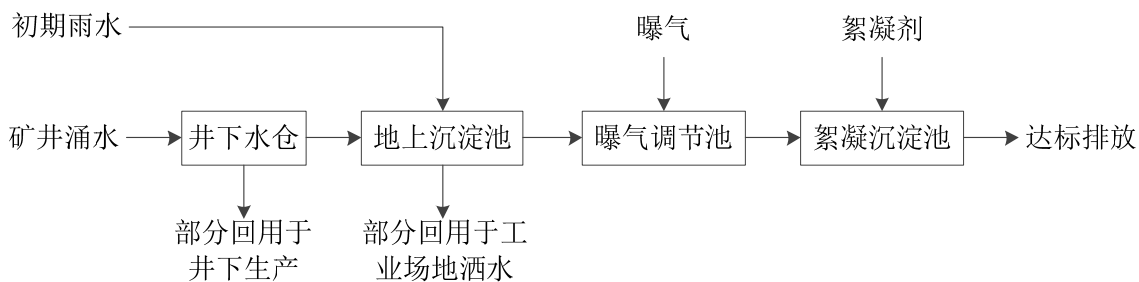 初期雨水
曝气
絮凝剂
矿井涌水
井下水仓
地上沉淀池
曝气调节池
絮凝沉淀池
达标排放
部分回用于
井下生产
部分回用于工
业场地洒水